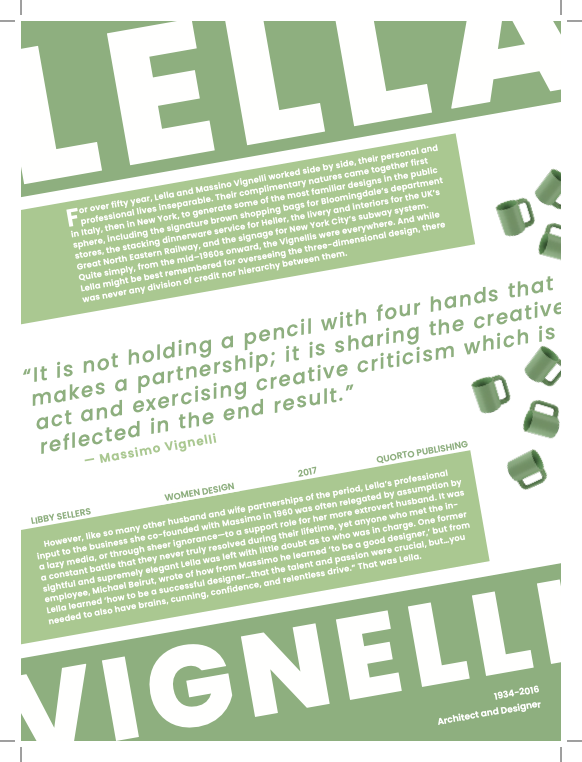 LELLA
For over fifty year, Lella and Massino Vignelli worked side by side, their personal and
professional lives inseparable. Their complimentary natures came together first
in Italy, then in New York, to generate some of the most familiar designs in the public
sphere, including the signature brown shopping bags for Bloomingdale's department
stores, the stacking dinnerware service for Heller, the livery and interiors for the UK's
Great North Eastern Railway, and the signage for New York City's subway system.
Quite simply, from the mid-1960s onward, the Vignellis were everywhere. And while
Lella might be best remembered for overseeing the three-dimensional design, there
was never any division of credit nor hierarchy between them.
“It is not holding a pencil with four hands that
makes a partnership; it is sharing the creative
act and exercising creative criticism which is
reflected in the end result.”
— Massimo Vignelli
LIBBY SELLERS WOMEN DESIGN 2017 QUORTO PUBLISHING
However, like so many other husband and wife partnerships of the period, Lella's professional
input to the business she co-founded with Massimo in 1960 was often relegated by assumption by
a lazy media, or through sheer ignorance—to a support role for her more extrovert husband. It was
a constant battle that they never truly resolved during their lifetime, yet anyone who met the in-
sightful and supremely elegant Lella was left with little doubt as to who was in charge. One former
employee, Michael Beirut, wrote of how from Massimo he learned 'to be a good designer,' but from
Lella learned 'how to be a successful designer...that the talent and passion were crucial, but...you
needed to also have brains, cunning, confidence, and relentless drive.” That was Lella.
VIGNELLI
1934-2016
Architect and Designer